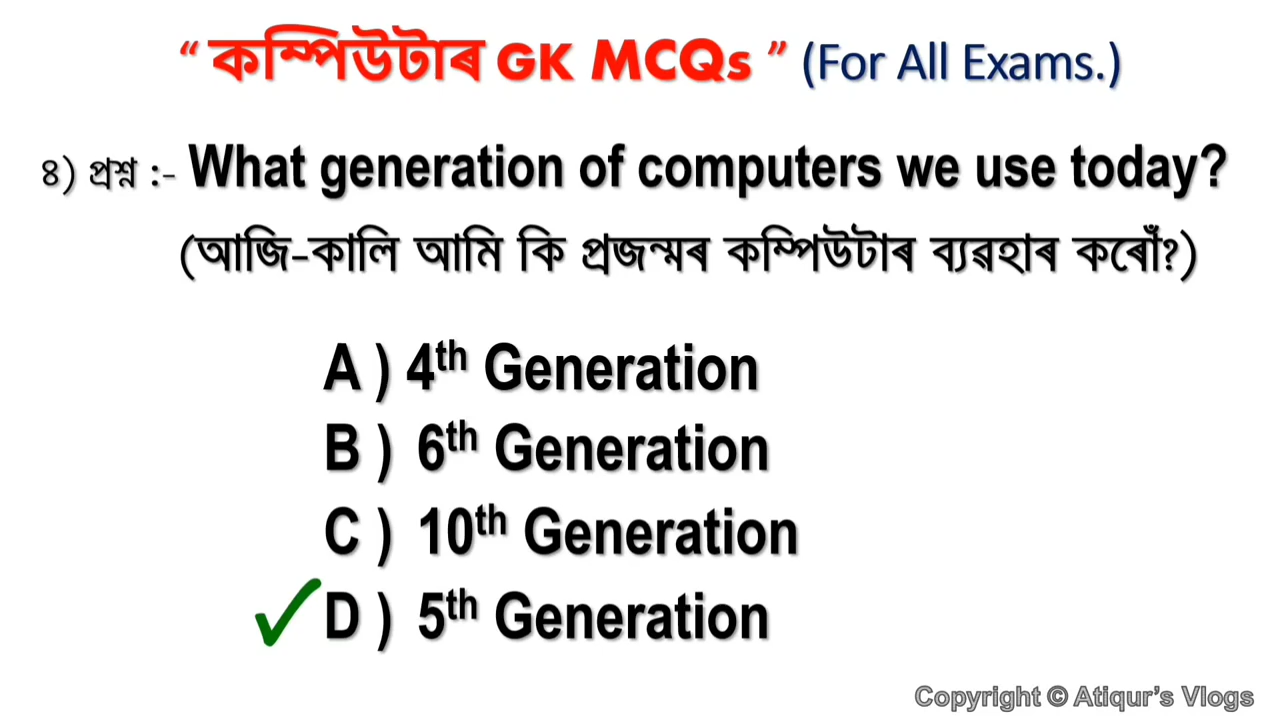 “ কম্পিউটাৰ GK MCQs ” (For All Exams.)
৪) প্ৰশ্ন :- What generation of computers we use today?
(আজি-কালি আমি কি প্ৰজন্মৰ কম্পিউটাৰ ব্যৱহাৰ কৰোঁ?)
A ) 4th Generation
B ) 6th Generation
C ) 10th Generation
D ) 5th Generation
Copyright © Atiqur's Vlogs